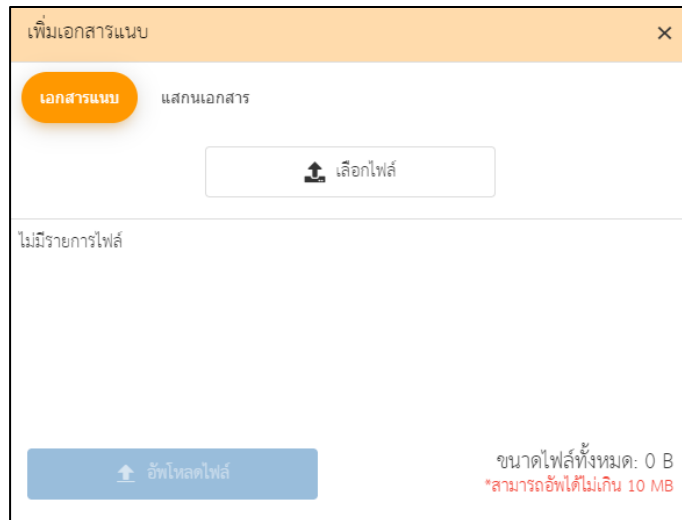 เพิ่มเอกสารแนบ
เอกสารแนบ แสกนเอกสาร
เลือกไฟล์
ไม่มีรายการไฟล์
อัพโหลดไฟล์
ขนาดไฟล์ทั้งหมด: 0 B
*สามารถอัพได้ไม่เกิน 10 MB